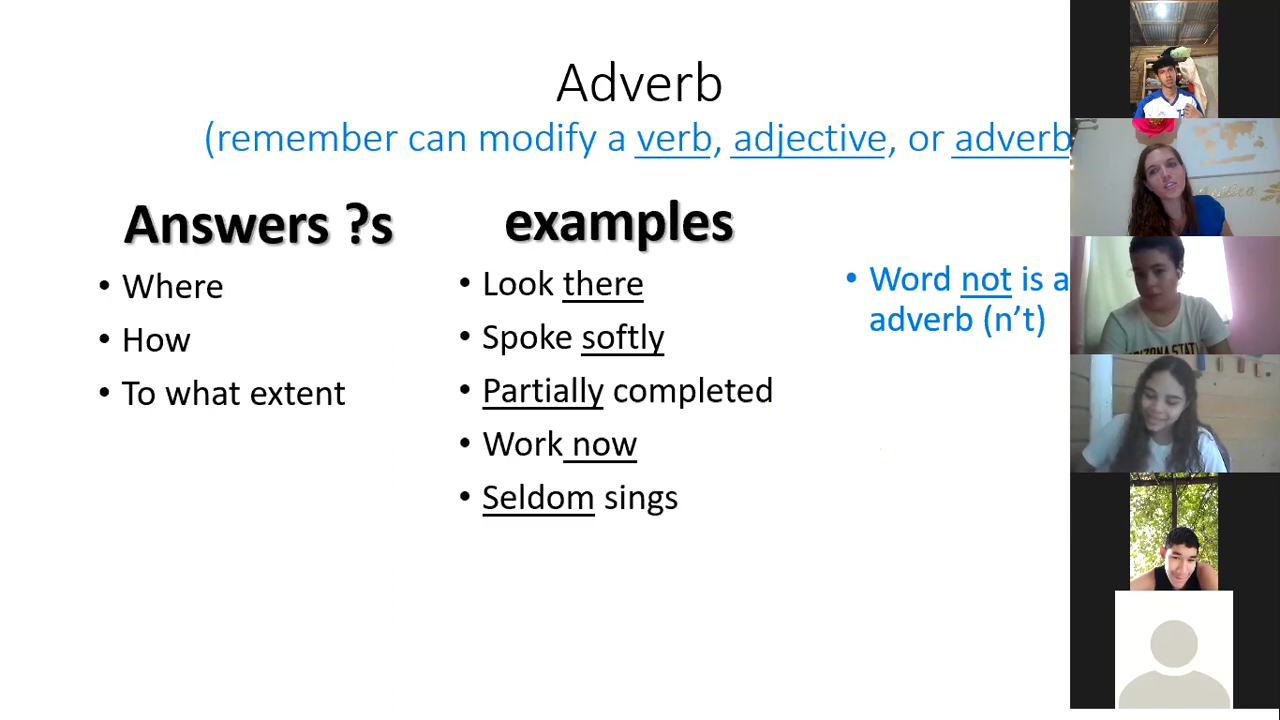 Adverb
(remember can modify a verb, adjective, or adverb
Answers ?s
• Where
• How
• To what extent
examples
• Look there
• Spoke softly
• Partially completed
• Work now
• Seldom sings
• Word not is a
adverb (n't)